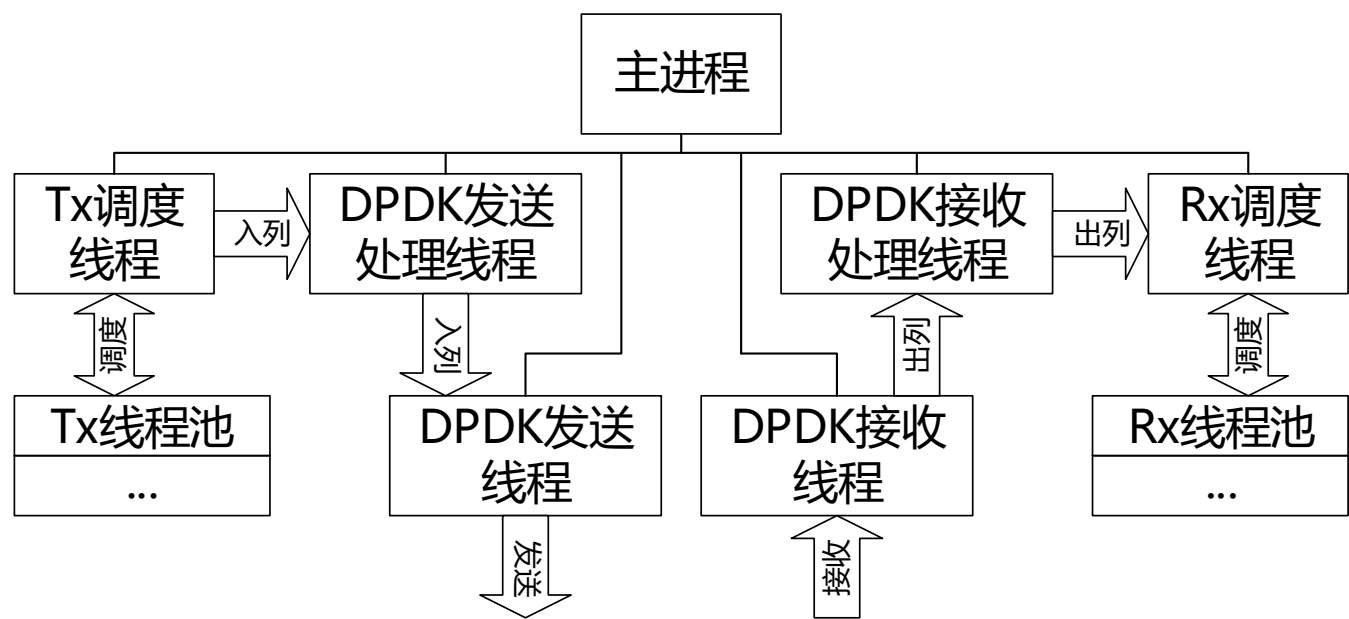 主进程
Tx调度
线程
入列
DPDK发送
处理线程
DPDK接收
处理线程
出列
Rx调度
线程
调度
入列
出列
调度
Tx线程池
...
DPDK发送
线程
DPDK接收
线程
Rx线程池
...
发送
接收